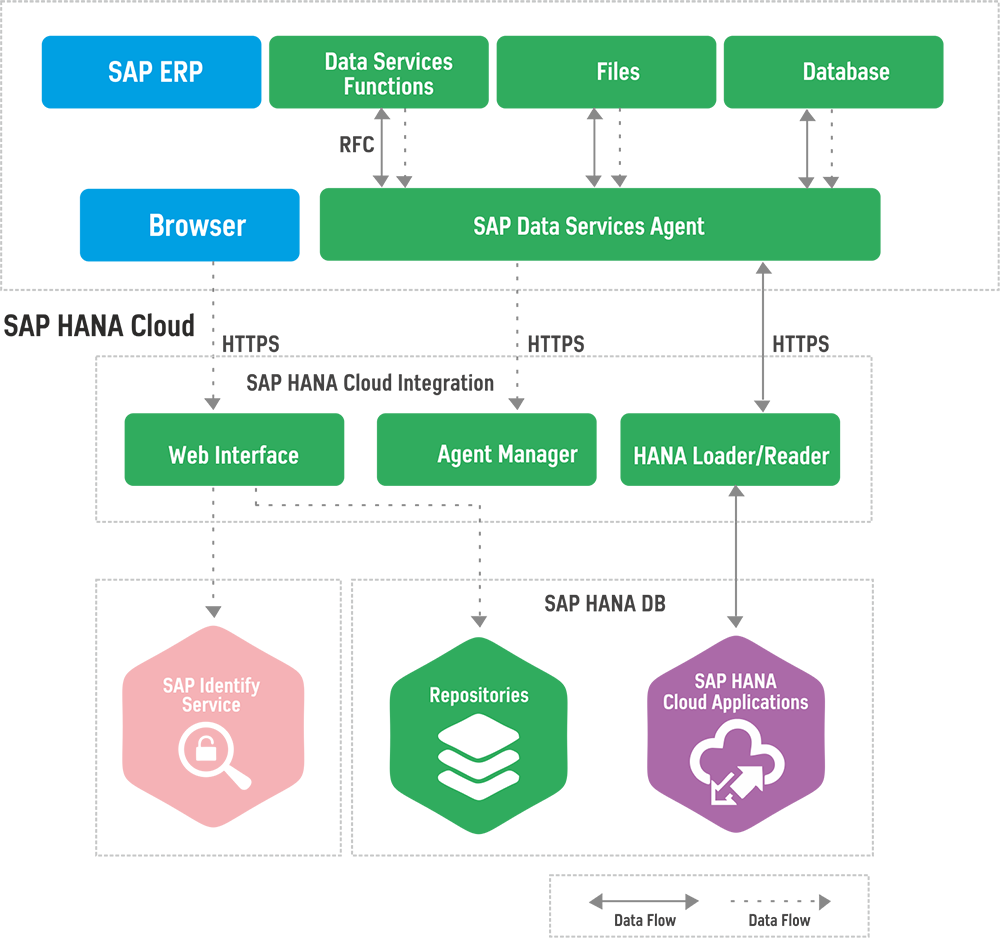 SAP ERP
Data Services
Functions
Files
Database
RFC
Browser
SAP Data Services Agent
SAP HANA Cloud
HTTPS
HTTPS
HTTPS
SAP HANA Cloud Integration
Web Interface
Agent Manager
HANA Loader/Reader
SAP HANA DB
SAP Identify
Service
Repositories
SAP HANA
Cloud Applications
Data Flow
Data Flow